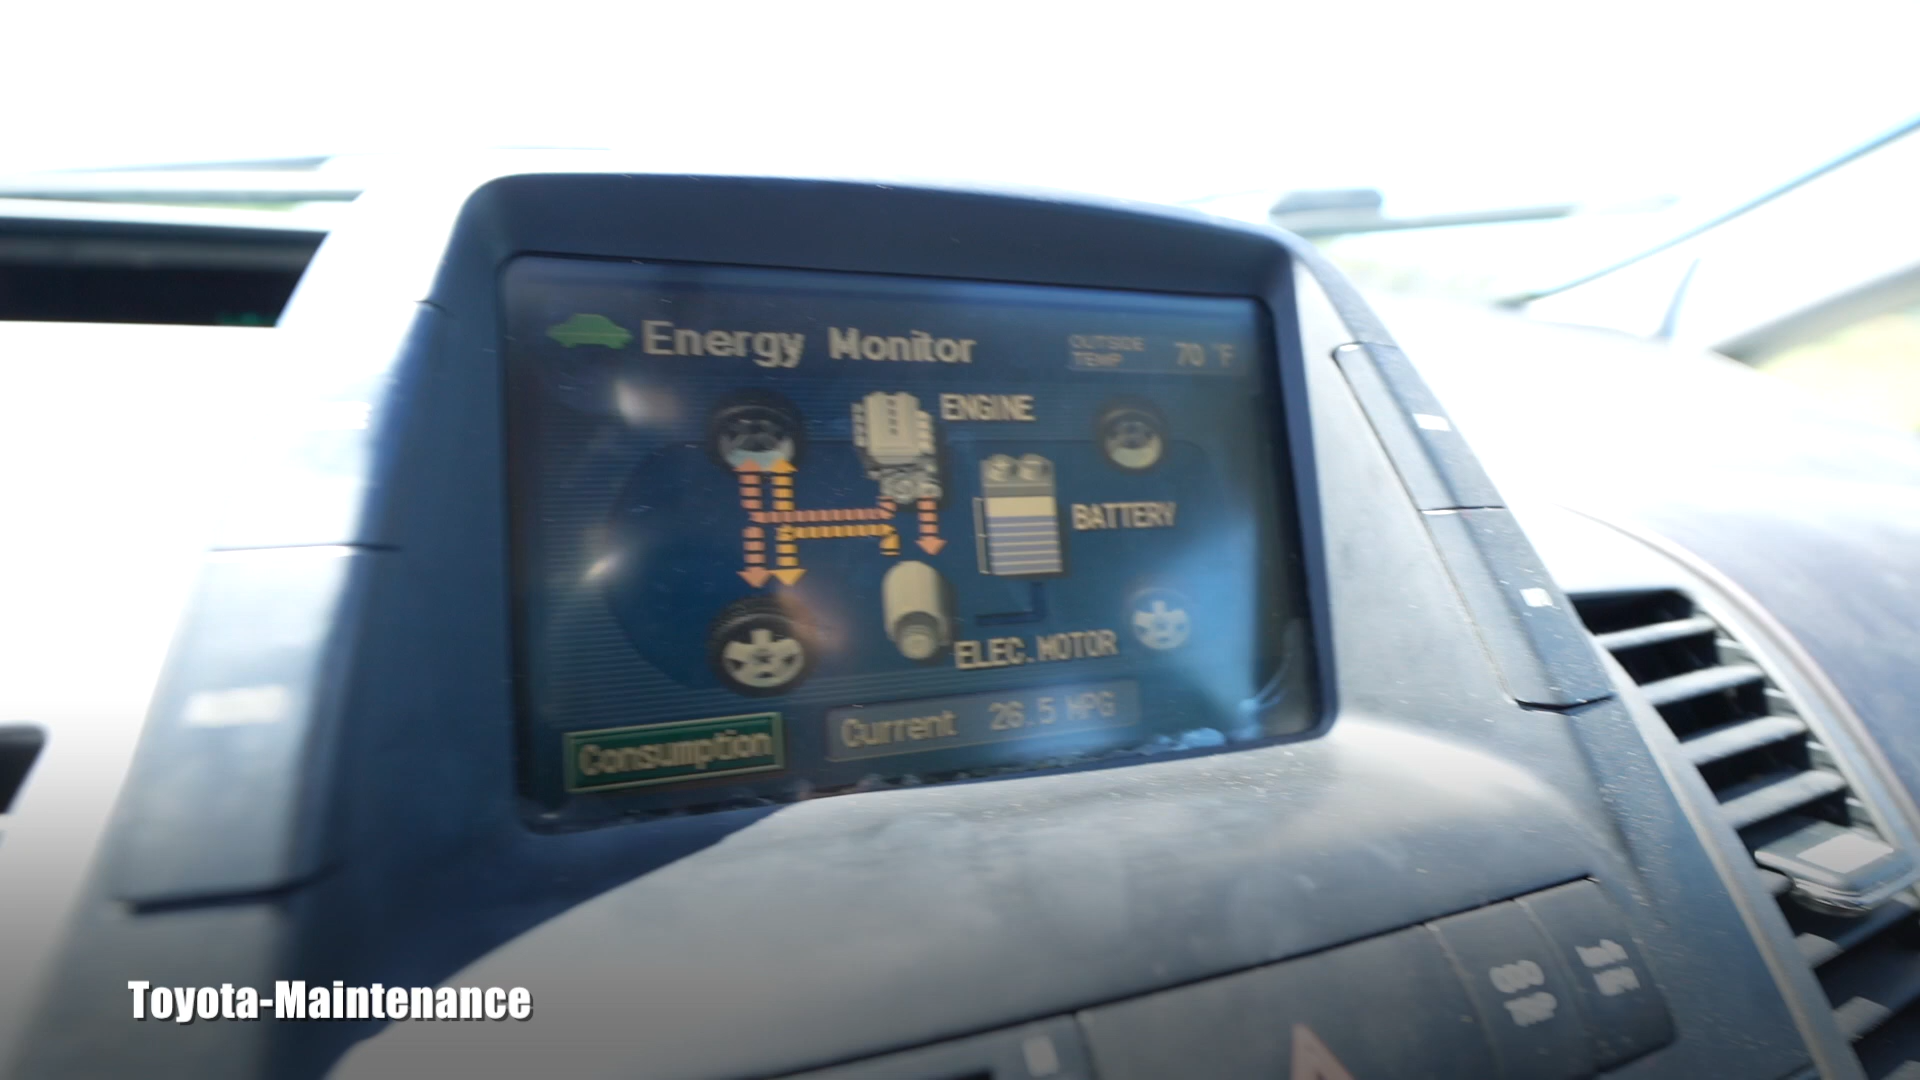 Energy Monitor
OUTSIDE
TEMP 70 °F
ENGINE
BATTERY
ELEC. MOTOR
Current 26.5 MPG
Consumption
Toyota-Maintenance